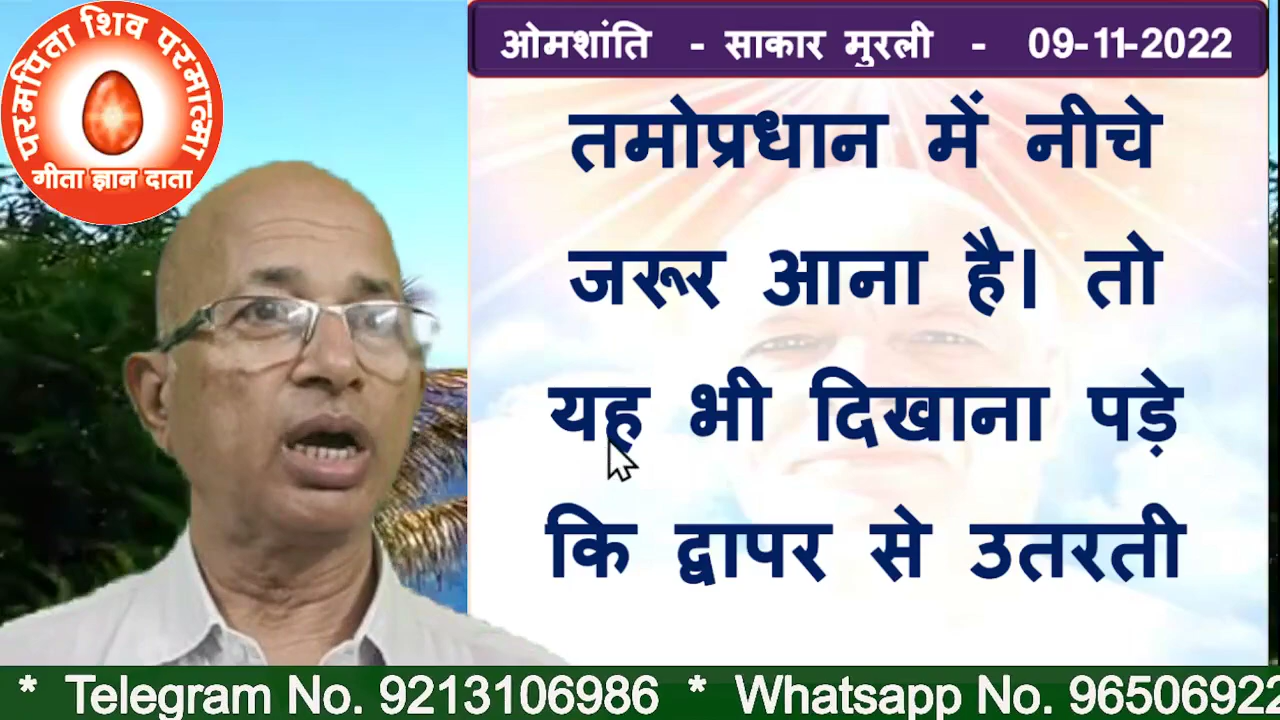 परमपिता शिव परमात्मा
गीता ज्ञान दाता
ओमशांति - साकार मुरली - 09-11-2022
तमोप्रधान में नीचे
जरूर आना है। तो
यह भी दिखाना पड़े
कि द्वापर से उतरती
* Telegram No. 9213106986 * Whatsapp No. 96506922